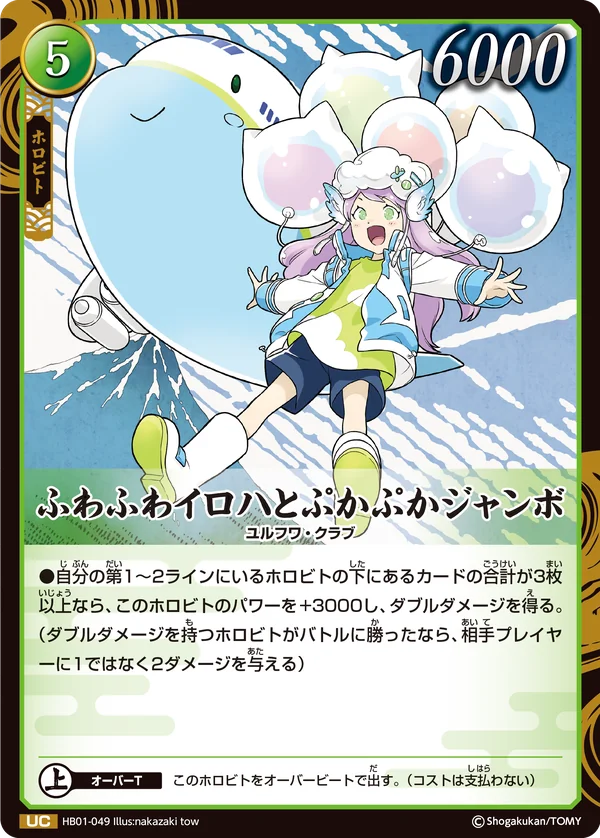 5
6000
ホロビト
ふわふわイロハとぷかぷかジャンボ
ユルフワ・クラブ
●自分の第1～2ラインにいるホロビトの下にあるカードの合計が3枚
以上なら、このホロビトのパワーを+3000し、ダブルダメージを得る。
(ダブルダメージを持つホロビトがバトルに勝ったなら、相手プレイヤ
ーに1ではなく2ダメージを与える)
上 オーバーT このホロビトをオーバービートで出す。(コストは支払わない)
UC HB01-049 Illus:nakazaki tow ©Shogakukan/TOMY